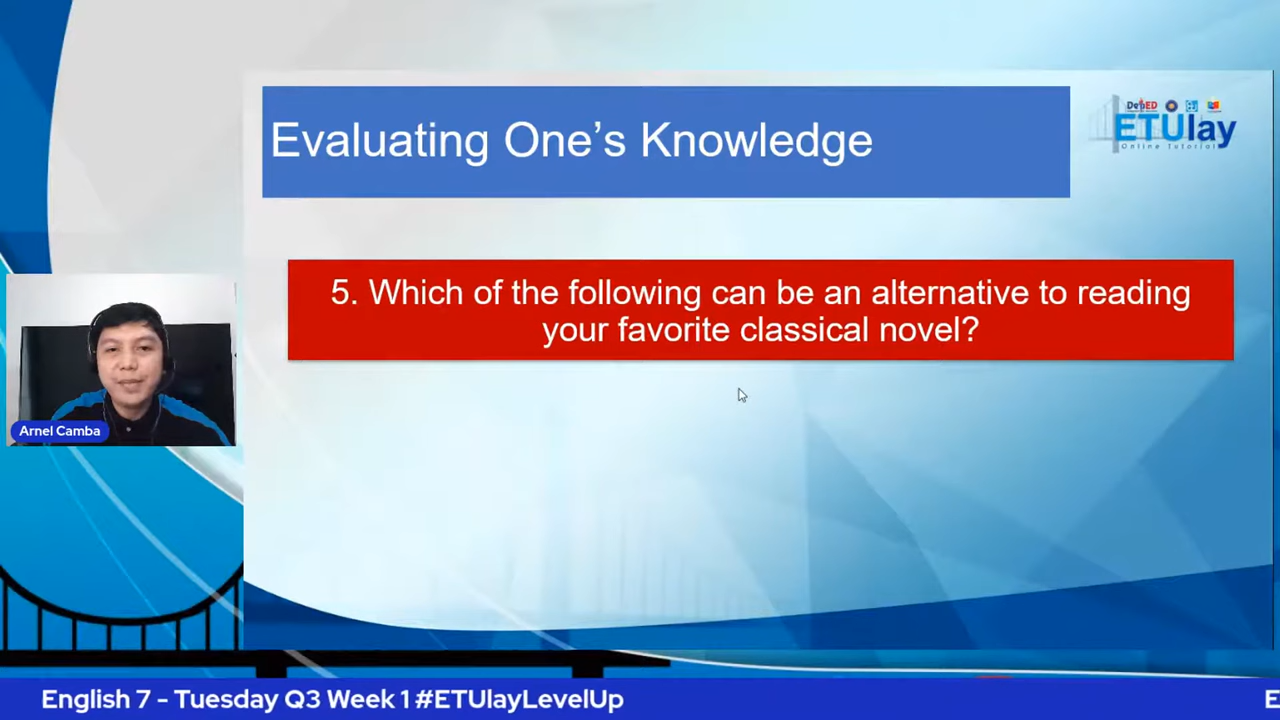 Evaluating One's Knowledge
DepED
ETUlay
Online Tutorial
5. Which of the following can be an alternative to reading
your favorite classical novel?
Arnel Camba
English 7 - Tuesday Q3 Week 1 #ETUlayLevelUp
E